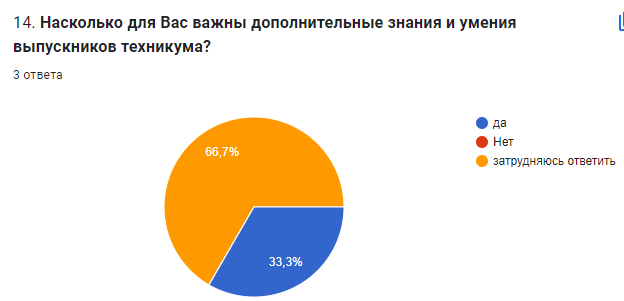 14. Насколько для Вас важны дополнительные знания и умения
выпускников техникума?
3 ответа
да
Нет
затрудняюсь ответить
66,7%
33,3%